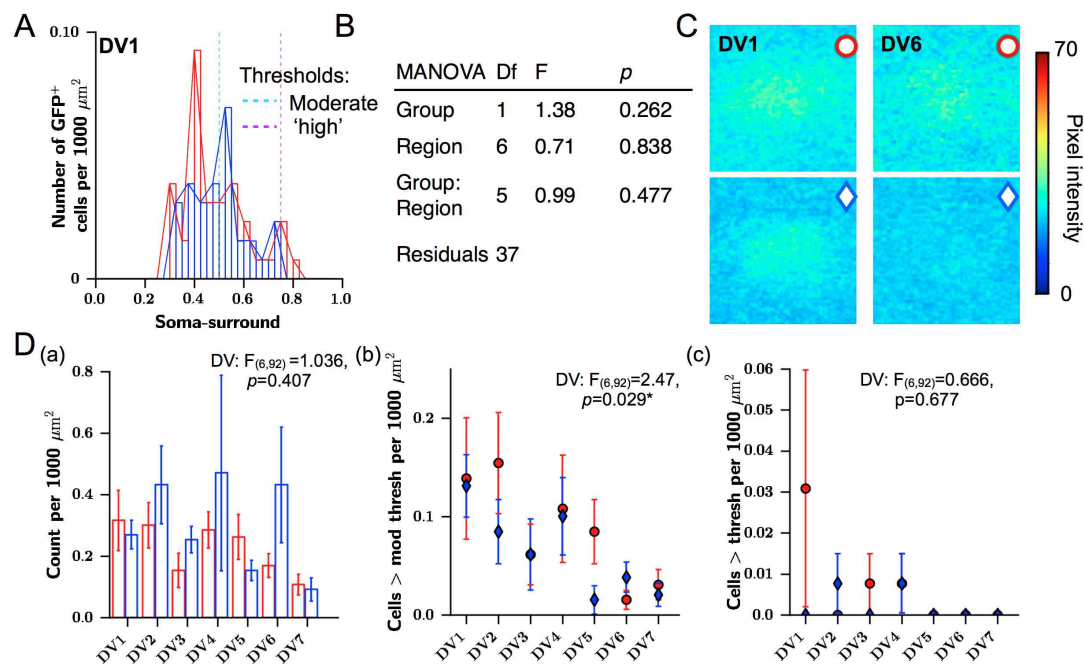 A
DV1
0.10
Number of GFP+
cells per 1000 μm²
0
0.0 0.2 0.4 0.6 0.8 1.0
Soma-surround
Thresholds:
Moderate
'high'
B
MANOVA Df F p
Group 1 1.38 0.262
Region 6 0.71 0.838
Group:
Region 5 0.99 0.477
Residuals 37
C
DV1
DV6
70
Pixel intensity
0
D
(a)
DV: F(6,92)=1.036,
p=0.407
Count per 1000 μm²
0.8
0.6
0.4
0.2
0.0
DV1 DV2 DV3 DV4 DV5 DV6 DV7
(b)
DV: F(6,92)=2.47,
p=0.029*
Cells > mod thresh per 1000 μm²
0.2
0.1
0.0
DV1 DV2 DV3 DV4 DV5 DV6 DV7
(c)
DV: F(6,92)=0.666,
p=0.677
Cells > thresh per 1000 μm²
0.06
0.05
0.04
0.03
0.02
0.01
0.0
DV1 DV2 DV3 DV4 DV5 DV6 DV7